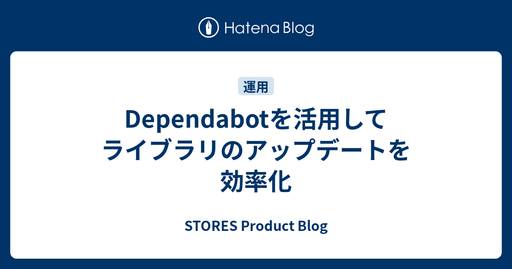 Hatena Blog
運用
Dependabotを活用して
ライブラリのアップデートを
効率化
STORES Product Blog